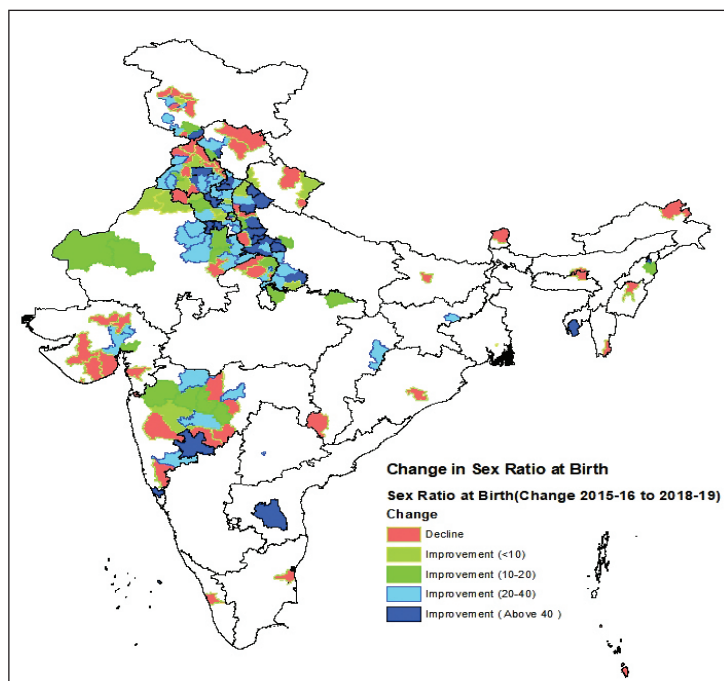 Change in Sex Ratio at Birth
Sex Ratio at Birth(Change 2015-16 to 2018-19)
Change
Decline
Improvement (<10)
Improvement (10-20)
Improvement (20-40)
Improvement ( Above 40 )